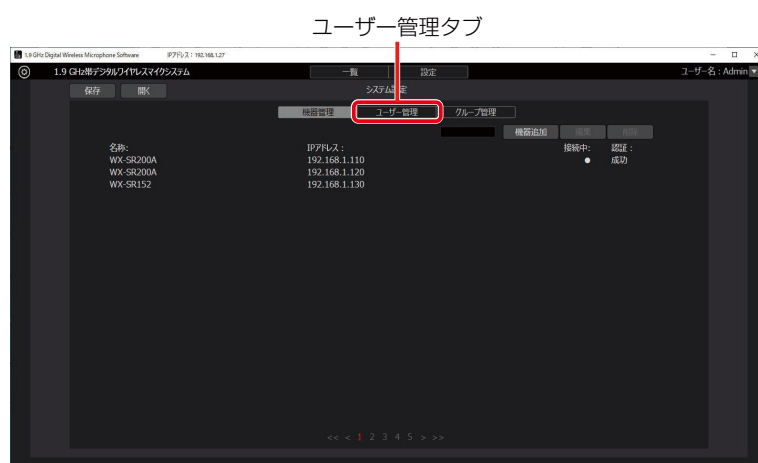 ユーザー管理タブ
1.9 GHz Digital Wireless Microphone Software IPアドレス：192.168.1.27
1.9 GHz帯デジタルワイヤレスマイクシステム 一覧 設定 ユーザー名：Admin
保存 開く システム設定
機器管理 ユーザー管理 グループ管理
機器追加 編集 削除
名称: IPアドレス： 接続中: 認証：
WX-SR200A 192.168.1.110 ● 成功
WX-SR200A 192.168.1.120
WX-SR152 192.168.1.130
<< < 1 2 3 4 5 > >>